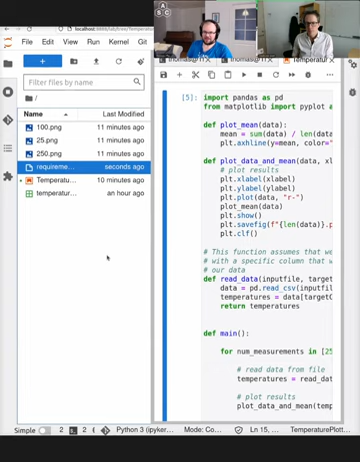 localhost:8888/lab/tree/Temperatur
File Edit View Run Kernel Git
Filter files by name
/
Name Last Modified
100.png 11 minutes ago
25.png 11 minutes ago
250.png 11 minutes ago
requireme... seconds ago
Temperatu... 10 minutes ago
temperatur... an hour ago
[5]:
import pandas as pd
from matplotlib import pyplot a
def plot_mean(data):
mean = sum(data) / len(data
plt.axhline(y=mean, color="
def plot_data_and_mean(data, xl
# plot results
plt.xlabel(xlabel)
plt.ylabel(ylabel)
plt.plot(data, "r-")
plot_mean(data)
plt.show()
plt.savefig(f"{len(data)}.p
plt.clf()
# This function assumes that we
# with a specific column that w
# our data
def read_data(inputfile, target
data = pd.read_csv(inputfil
temperatures = data[targetC
return temperatures
def main():
for num_measurements in [25
# read data from file
temperatures = read_dat
# plot results
plot_data_and_mean(temp
Simple 2 2 Python 3 (ipyker... Mode: Co... Ln 15, ... TemperaturePlott...